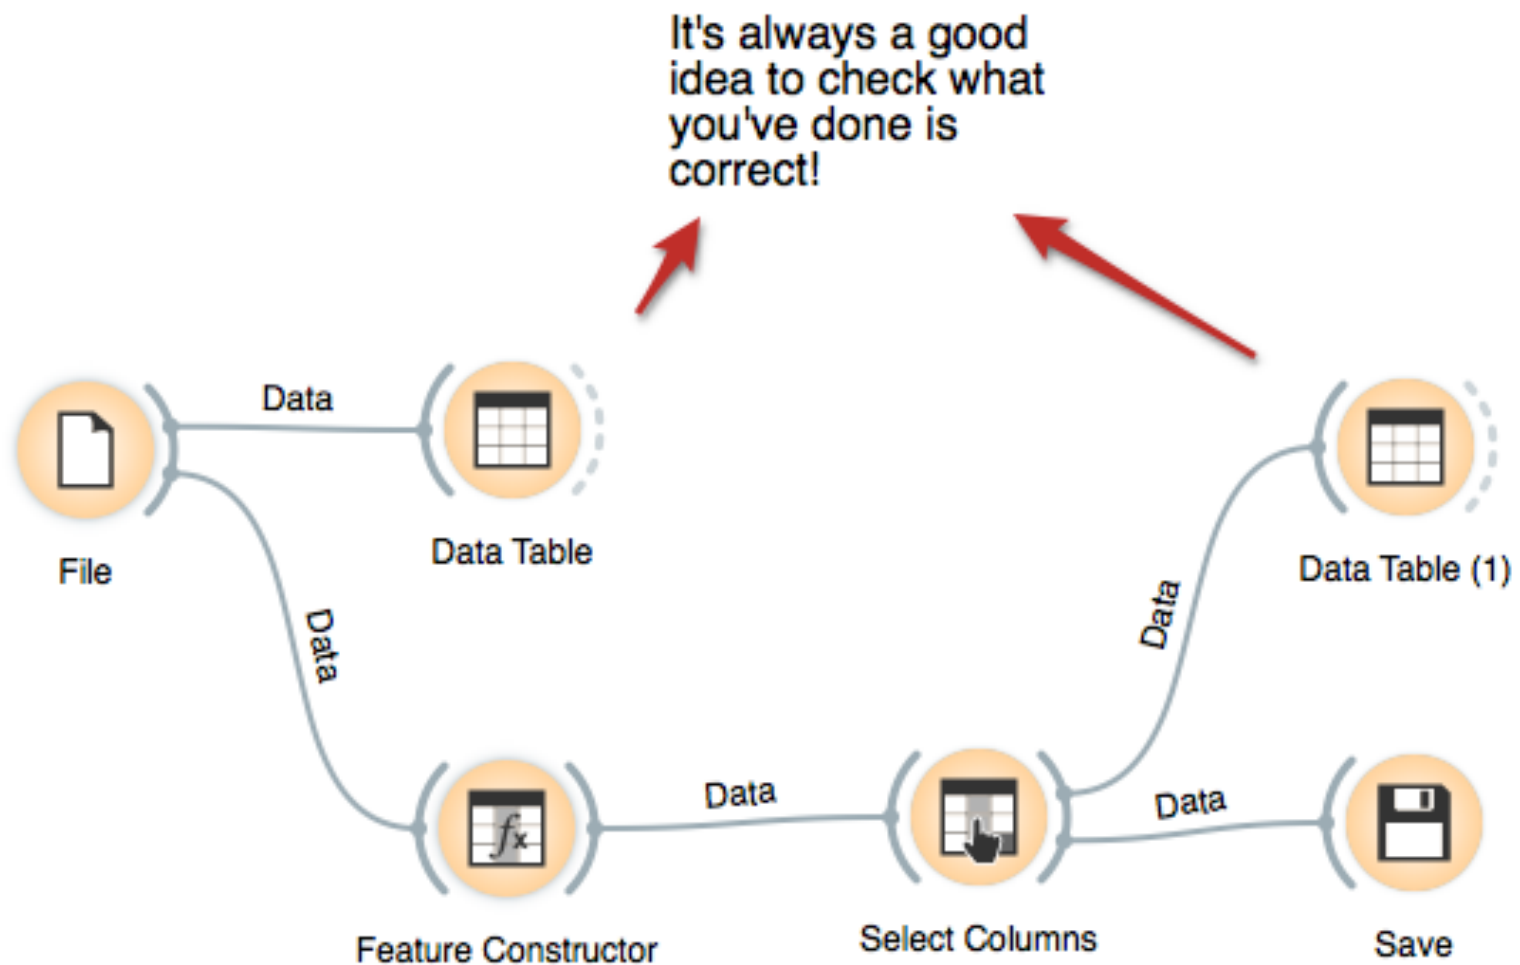 It's always a good
idea to check what
you've done is
correct!
Data
Data Table
File
Data
Data
Data Table (1)
Data
Data
Feature Constructor
Select Columns
Save